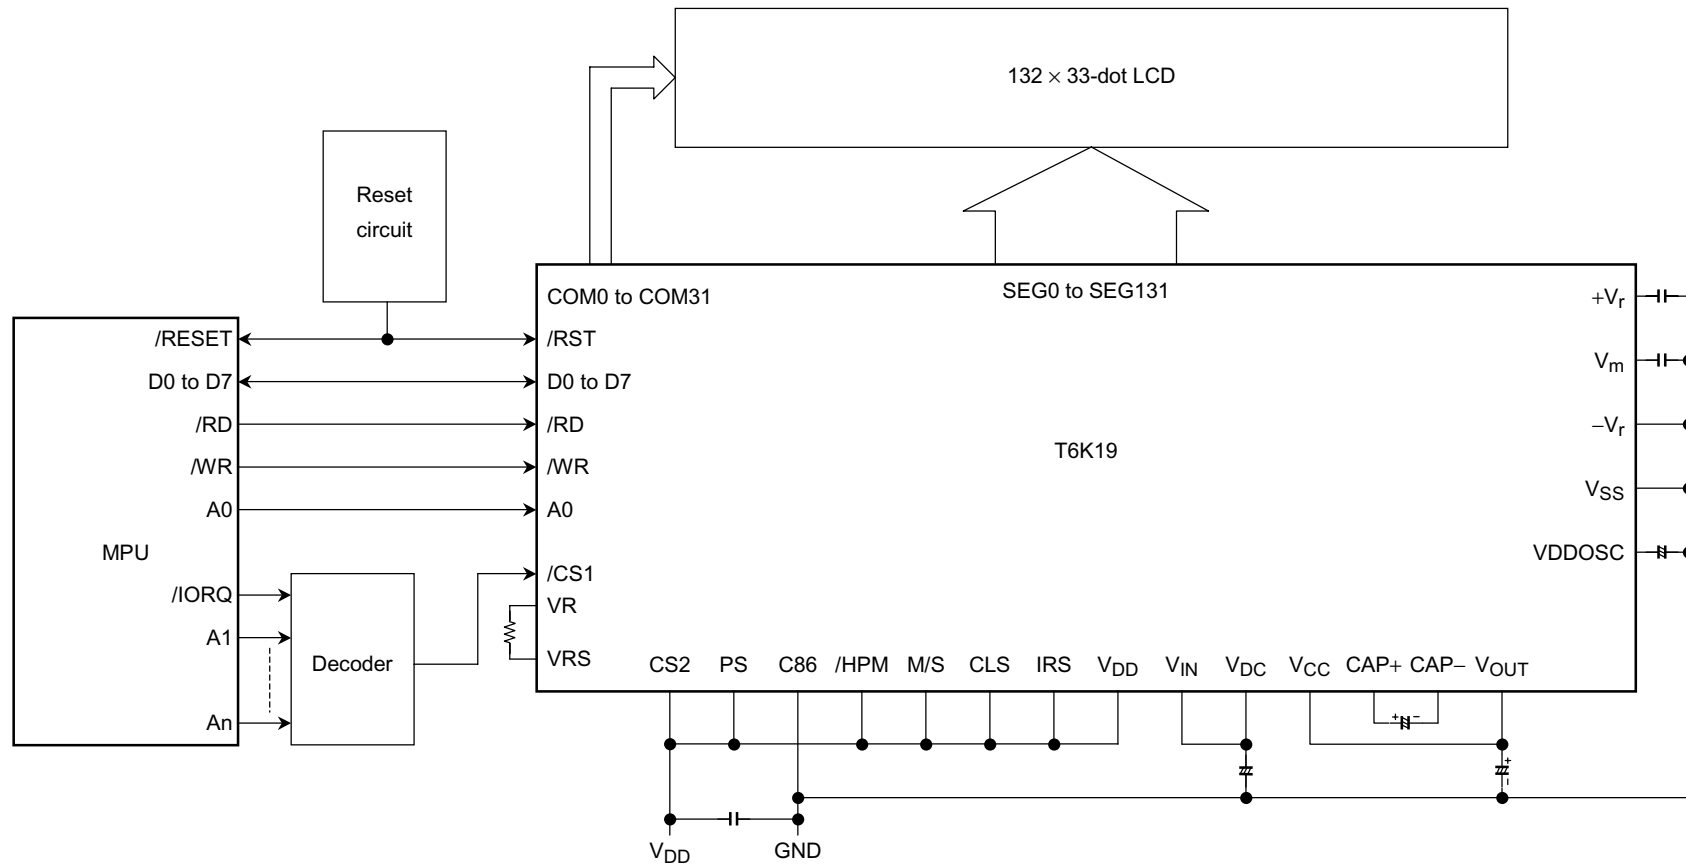 132 × 33-dot LCD
Reset
circuit
COM0 to COM31
SEG0 to SEG131
+Vr
/RESET
/RST
D0 to D7
D0 to D7
Vm
/RD
/RD
−Vr
T6K19
/WR
/WR
VSS
A0
A0
MPU
VDDOSC
/CS1
/IORQ
VR
A1
Decoder
VRS
CS2 PS C86 /HPM M/S CLS IRS VDD VIN VDC VCC CAP+ CAP− VOUT
An
+ −
+
−
VDD
GND